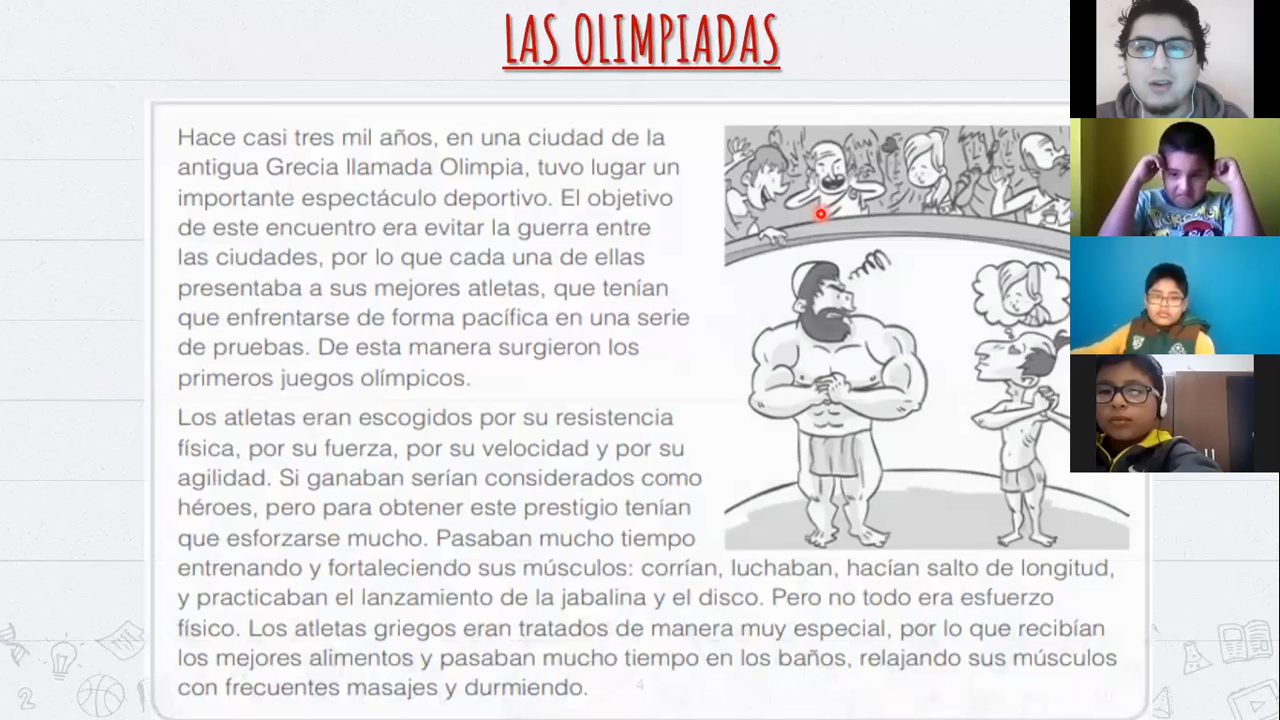 LAS OLIMPIADAS
Hace casi tres mil años, en una ciudad de la
antigua Grecia llamada Olimpia, tuvo lugar un
importante espectáculo deportivo. El objetivo
de este encuentro era evitar la guerra entre
las ciudades, por lo que cada una de ellas
presentaba a sus mejores atletas, que tenían
que enfrentarse de forma pacífica en una serie
de pruebas. De esta manera surgieron los
primeros juegos olímpicos.
Los atletas eran escogidos por su resistencia
física, por su fuerza, por su velocidad y por su
agilidad. Si ganaban serían considerados como
héroes, pero para obtener este prestigio tenían
que esforzarse mucho. Pasaban mucho tiempo
entrenando y fortaleciendo sus músculos: corrían, luchaban, hacían salto de longitud,
y practicaban el lanzamiento de la jabalina y el disco. Pero no todo era esfuerzo
físico. Los atletas griegos eran tratados de manera muy especial, por lo que recibían
los mejores alimentos y pasaban mucho tiempo en los baños, relajando sus músculos
con frecuentes masajes y durmiendo.
4